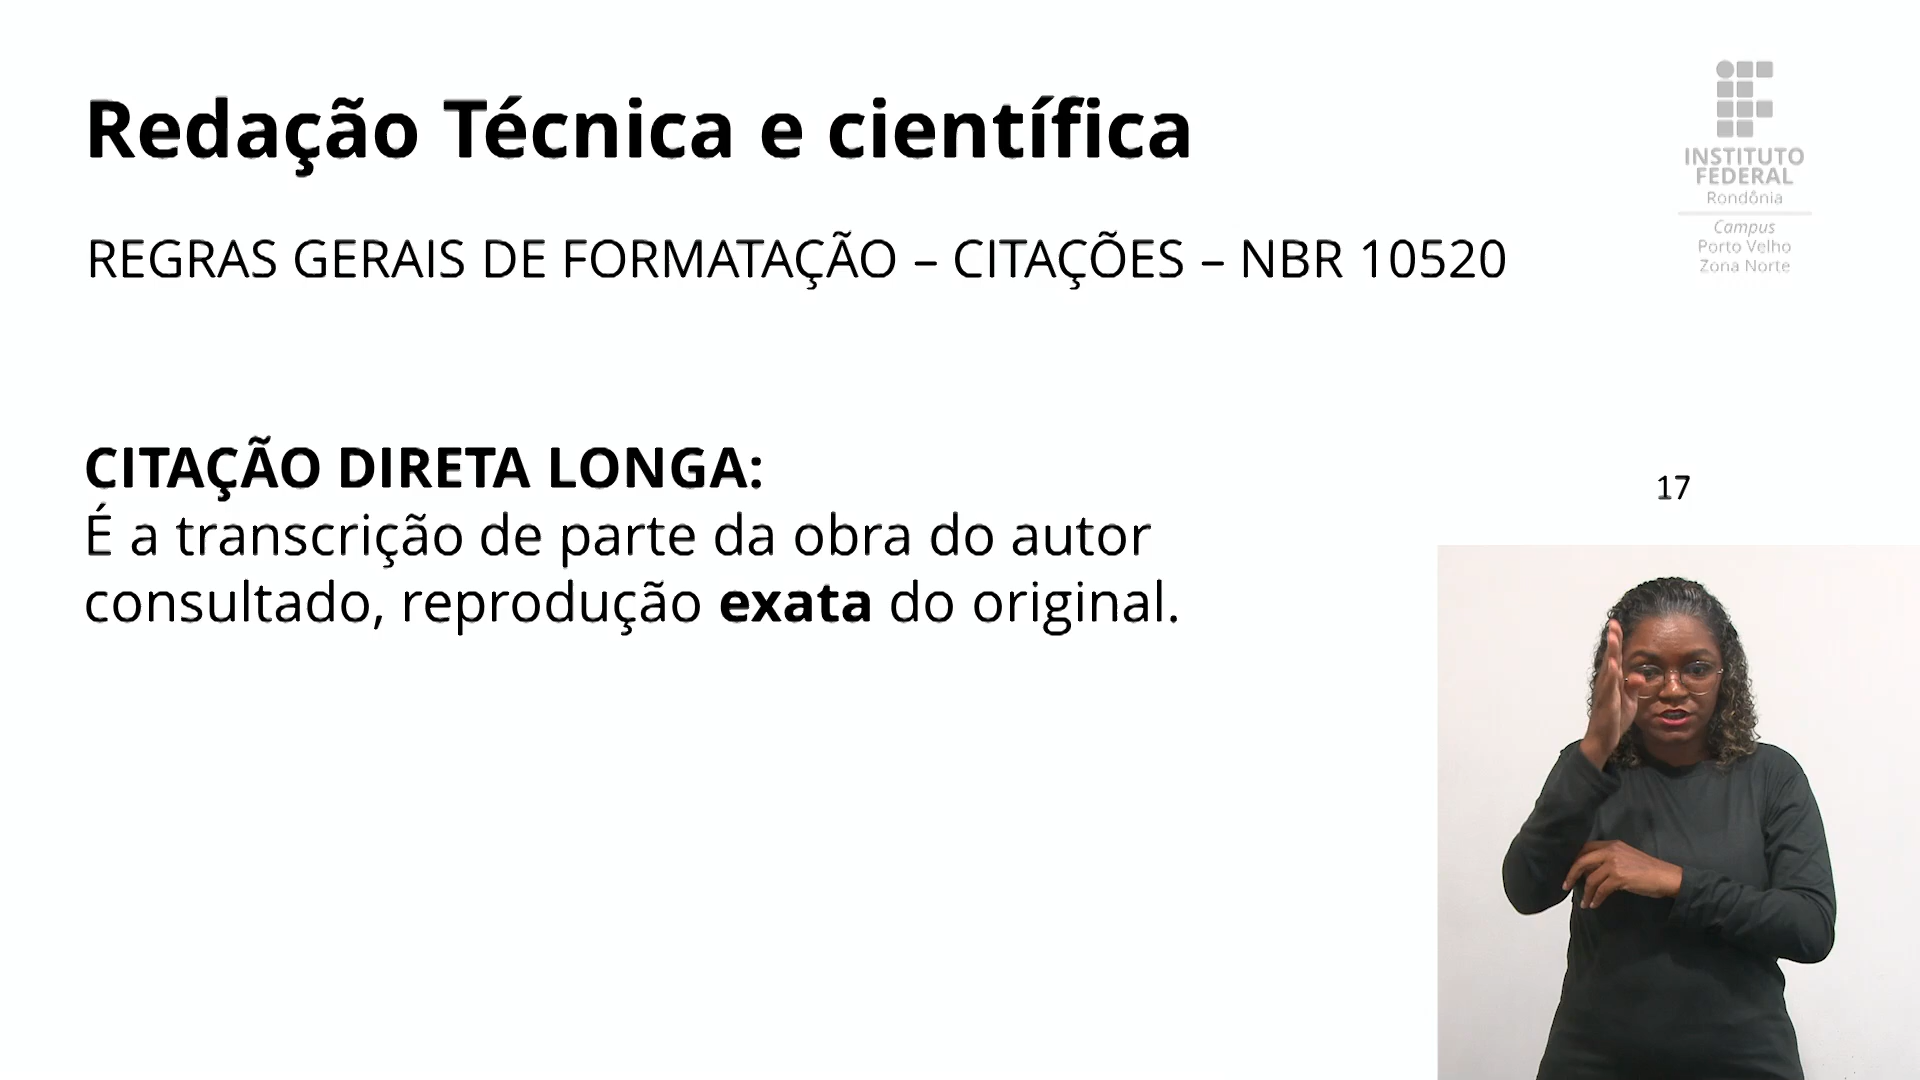 Redação Técnica e científica
INSTITUTO
FEDERAL
Rondônia
Campus
Porto Velho
Zona Norte
REGRAS GERAIS DE FORMATAÇÃO – CITAÇÕES – NBR 10520
CITAÇÃO DIRETA LONGA:
É a transcrição de parte da obra do autor
consultado, reprodução exata do original.
17